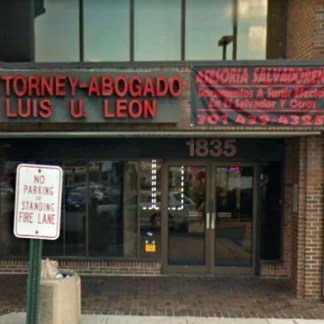 TORNEY-ABOGADO
LUIS U. LEON
ASESORIA SALVADOREÑ
Documentos A Surtir Efecto
En El Salvador Y Otros
301 439-4325
1835
NO
PARKING
OR
STANDING
FIRE LANE